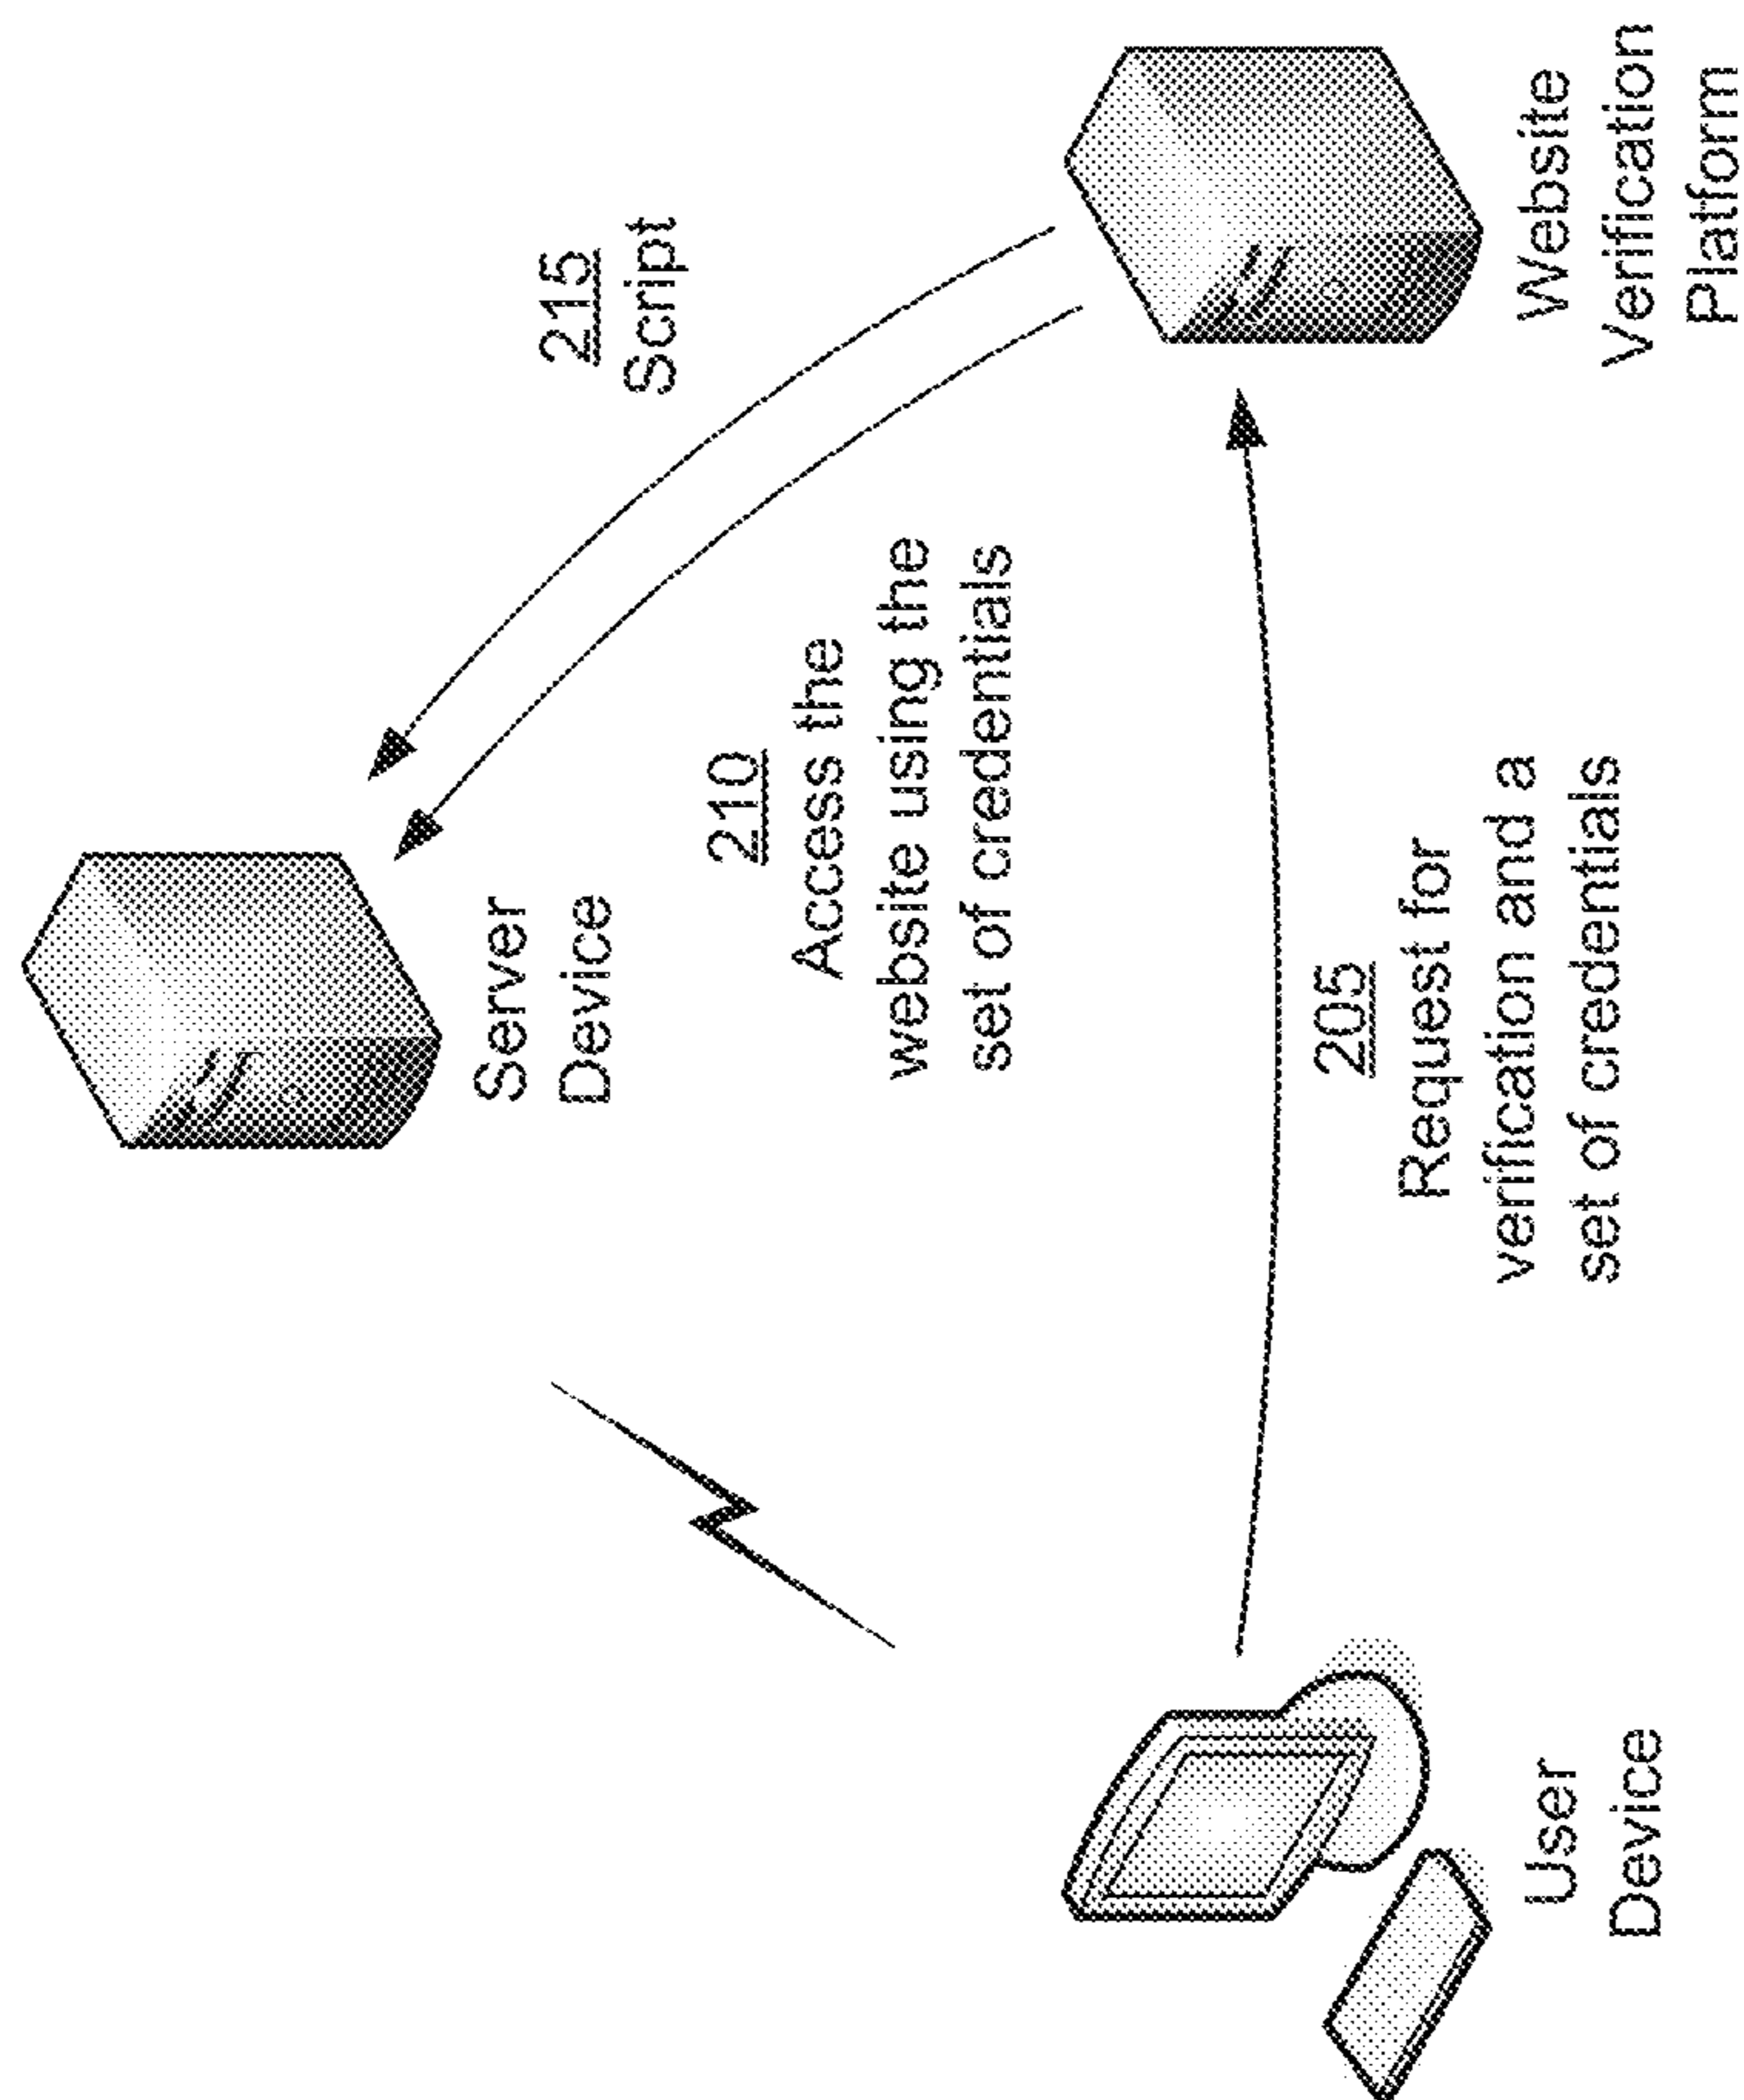 Server
Device
215
Script
210
Access the
website using the
set of credentials
205
Request for
verification and a
set of credentials
User
Device
Website
Verification
Platform